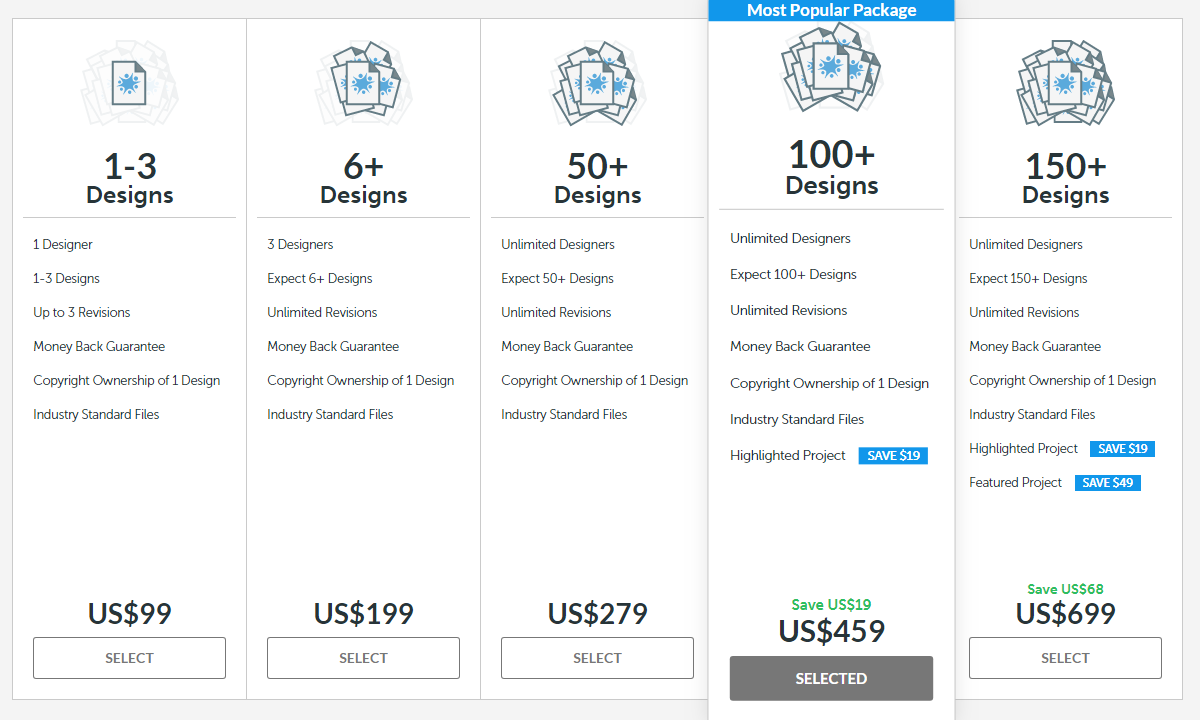 1-3
Designs
1 Designer
1-3 Designs
Up to 3 Revisions
Money Back Guarantee
Copyright Ownership of 1 Design
Industry Standard Files
US$99
SELECT
6+
Designs
3 Designers
Expect 6+ Designs
Unlimited Revisions
Money Back Guarantee
Copyright Ownership of 1 Design
Industry Standard Files
US$199
SELECT
50+
Designs
Unlimited Designers
Expect 50+ Designs
Unlimited Revisions
Money Back Guarantee
Copyright Ownership of 1 Design
Industry Standard Files
US$279
SELECT
Most Popular Package
100+
Designs
Unlimited Designers
Expect 100+ Designs
Unlimited Revisions
Money Back Guarantee
Copyright Ownership of 1 Design
Industry Standard Files
Highlighted Project SAVE $19
Save US$19
US$459
SELECTED
150+
Designs
Unlimited Designers
Expect 150+ Designs
Unlimited Revisions
Money Back Guarantee
Copyright Ownership of 1 Design
Industry Standard Files
Highlighted Project SAVE $19
Featured Project SAVE $49
Save US$68
US$699
SELECT